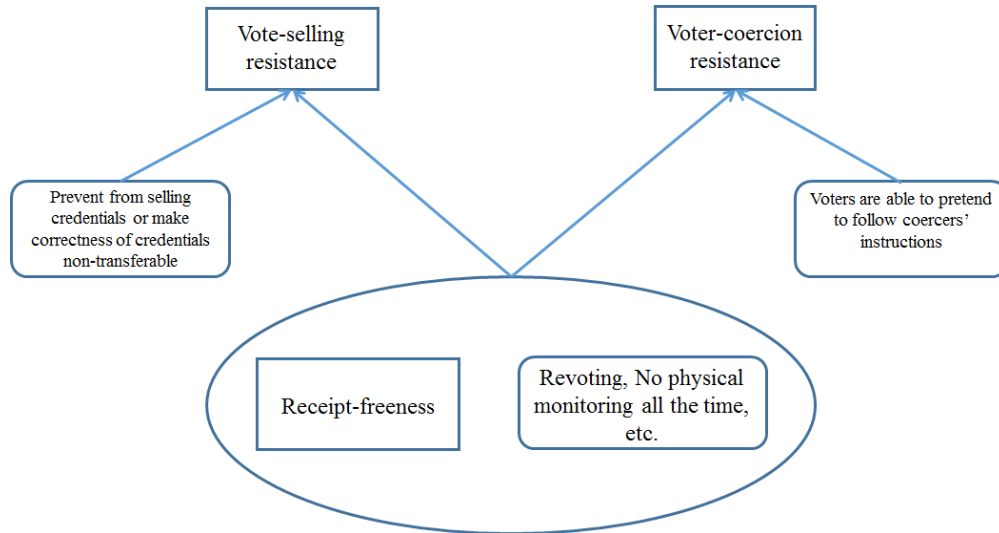 Vote-selling
resistance
Voter-coercion
resistance
Prevent from selling
credentials or make
correctness of credentials
non-transferable
Voters are able to pretend
to follow coercers’
instructions
Receipt-freeness
Revoting, No physical
monitoring all the time,
etc.